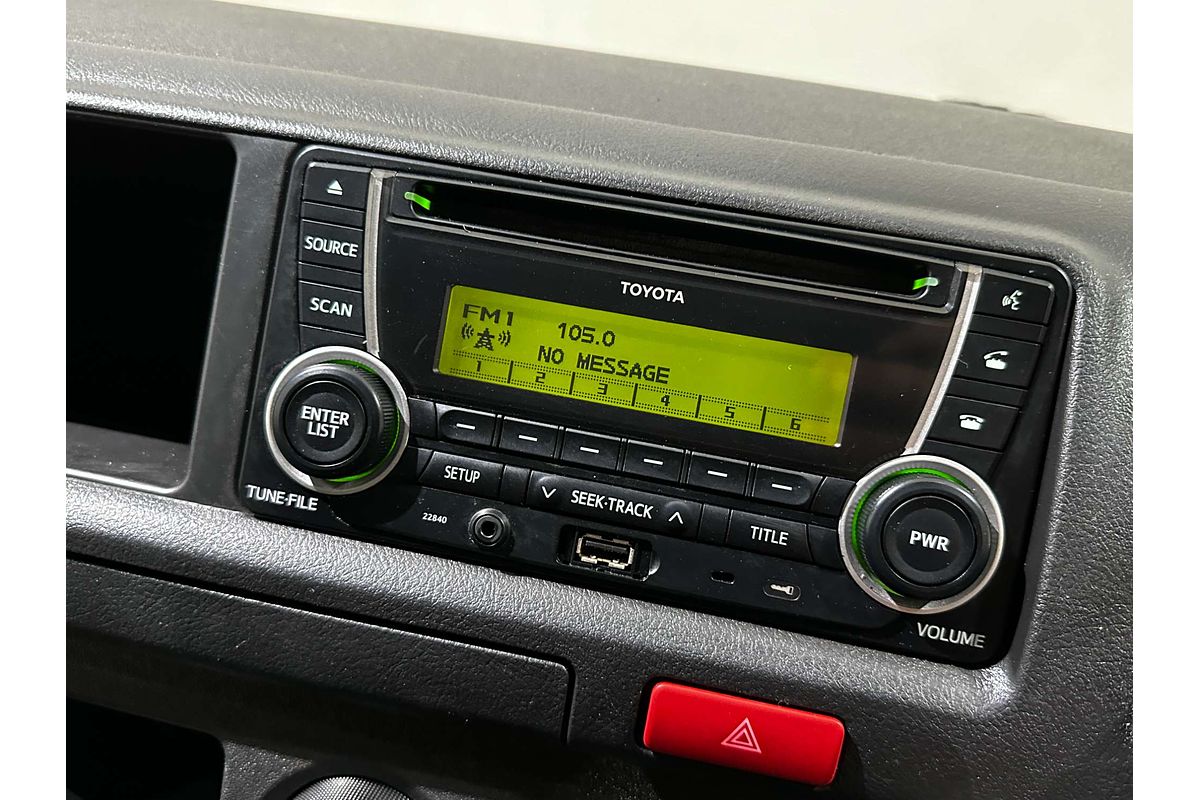 SOURCE
SCAN
ENTER
LIST
TUNE·FILE
TOYOTA
FM1 105.0
NO MESSAGE
1 2 3 4 5 6
SETUP
SEEK·TRACK
TITLE
22840
PWR
VOLUME